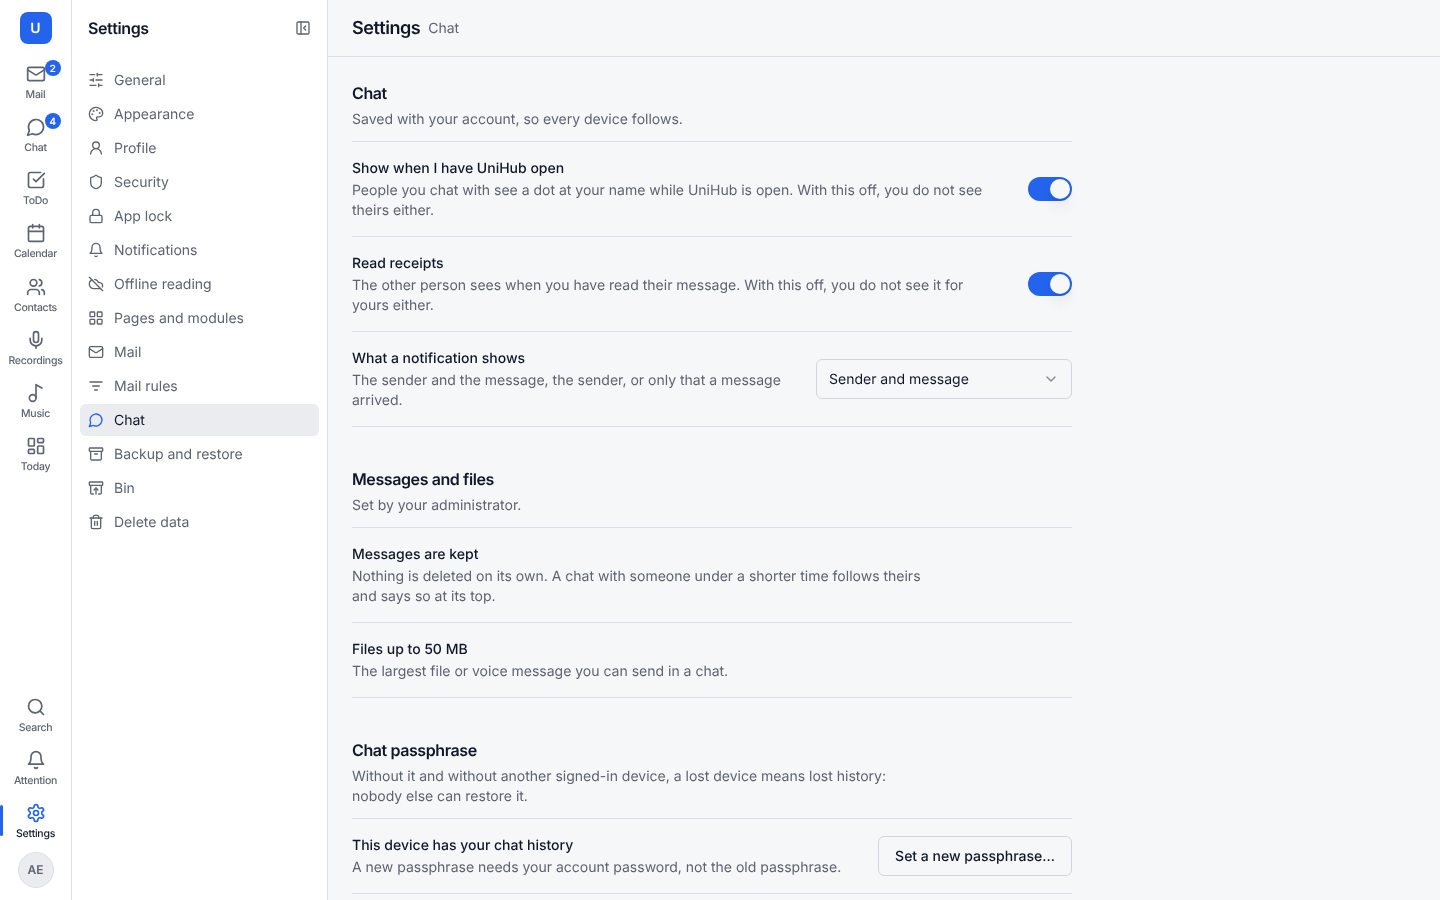 U
2
Mail
4
Chat
ToDo
Calendar
Contacts
Recordings
Music
Today
Search
Attention
Settings
AE
Settings
General
Appearance
Profile
Security
App lock
Notifications
Offline reading
Pages and modules
Mail
Mail rules
Chat
Backup and restore
Bin
Delete data
Settings Chat
Chat
Saved with your account, so every device follows.
Show when I have UniHub open
People you chat with see a dot at your name while UniHub is open. With this off, you do not see
theirs either.
Read receipts
The other person sees when you have read their message. With this off, you do not see it for
yours either.
What a notification shows
The sender and the message, the sender, or only that a message
arrived.
Sender and message
Messages and files
Set by your administrator.
Messages are kept
Nothing is deleted on its own. A chat with someone under a shorter time follows theirs
and says so at its top.
Files up to 50 MB
The largest file or voice message you can send in a chat.
Chat passphrase
Without it and without another signed-in device, a lost device means lost history:
nobody else can restore it.
This device has your chat history
A new passphrase needs your account password, not the old passphrase.
Set a new passphrase...